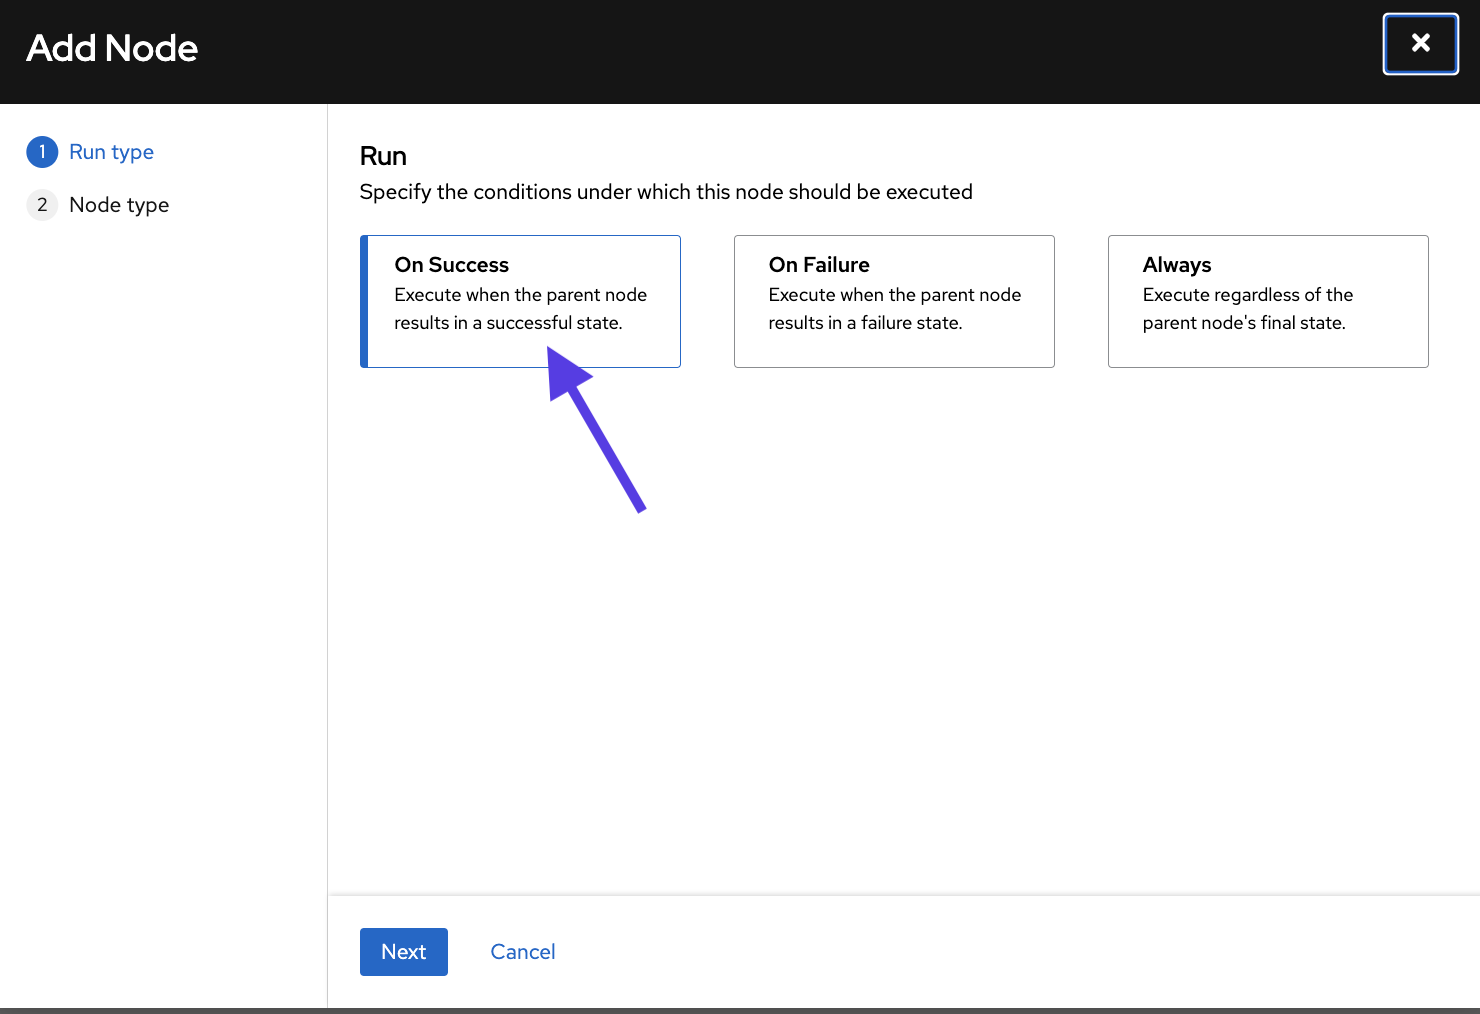 Add Node
1 Run type
2 Node type
Run
Specify the conditions under which this node should be executed
On Success
Execute when the parent node
results in a successful state.
On Failure
Execute when the parent node
results in a failure state.
Always
Execute regardless of the
parent node's final state.
Next
Cancel